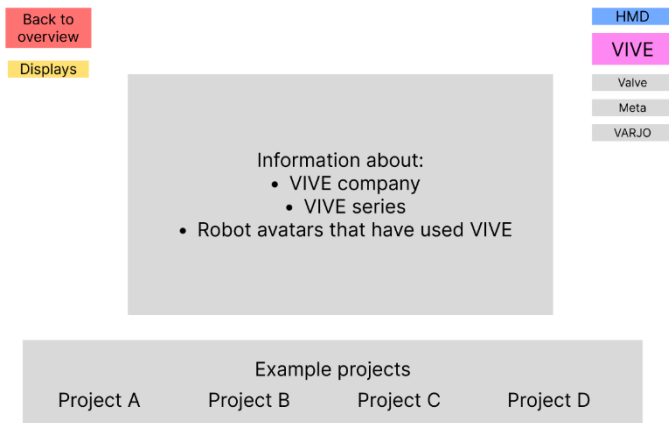 Back to
overview
Displays
HMD
VIVE
Valve
Meta
VARJO
Information about:
• VIVE company
• VIVE series
• Robot avatars that have used VIVE
Example projects
Project A
Project B
Project C
Project D